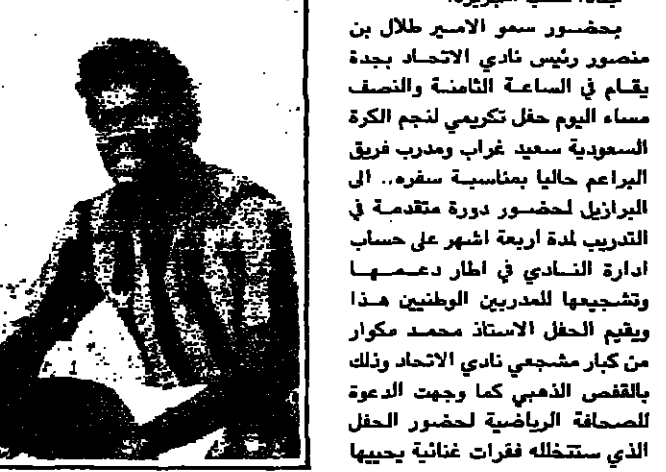 بحضور سمو الامير طلال بن
منصور رئيس نادي الاتحاد بجدة
يقام في الساعة الثامنة والنصف
مساء اليوم حفل تكريمي لنجم الكرة
السعودية سعيد غراب ومدرب فريق
البراعم حاليا بمناسبة سفره.. الى
البرازيل لحضور دورة متقدمة في
التدريب لمدة اربعة اشهر على حساب
ادارة النادي في اطار دعمها
وتشجيعها للمدربين الوطنيين هذا
ويقيم الحفل الاستاذ محمد مكوار
من كبار مشجعي نادي الاتحاد وذلك
بالقفص الذهبي كما وجهت الدعوة
للصحافة الرياضية لحضور الحفل
الذي ستتخلله فقرات غنائية يحييها